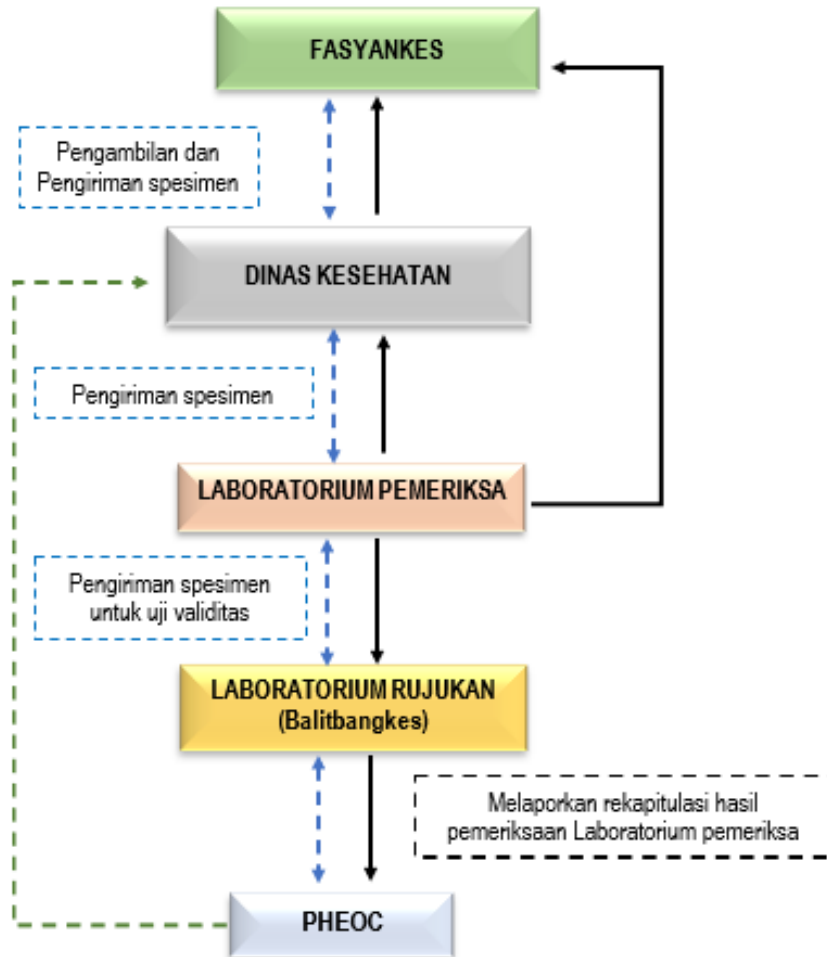 FASYANKES
Pengambilan dan
Pengiriman spesimen
DINAS KESEHATAN
Pengiriman spesimen
LABORATORIUM PEMERIKSA
Pengiriman spesimen
untuk uji validitas
LABORATORIUM RUJUKAN
(Balitbangkes)
Melaporkan rekapitulasi hasil
pemeriksaan Laboratorium pemeriksa
PHEOC